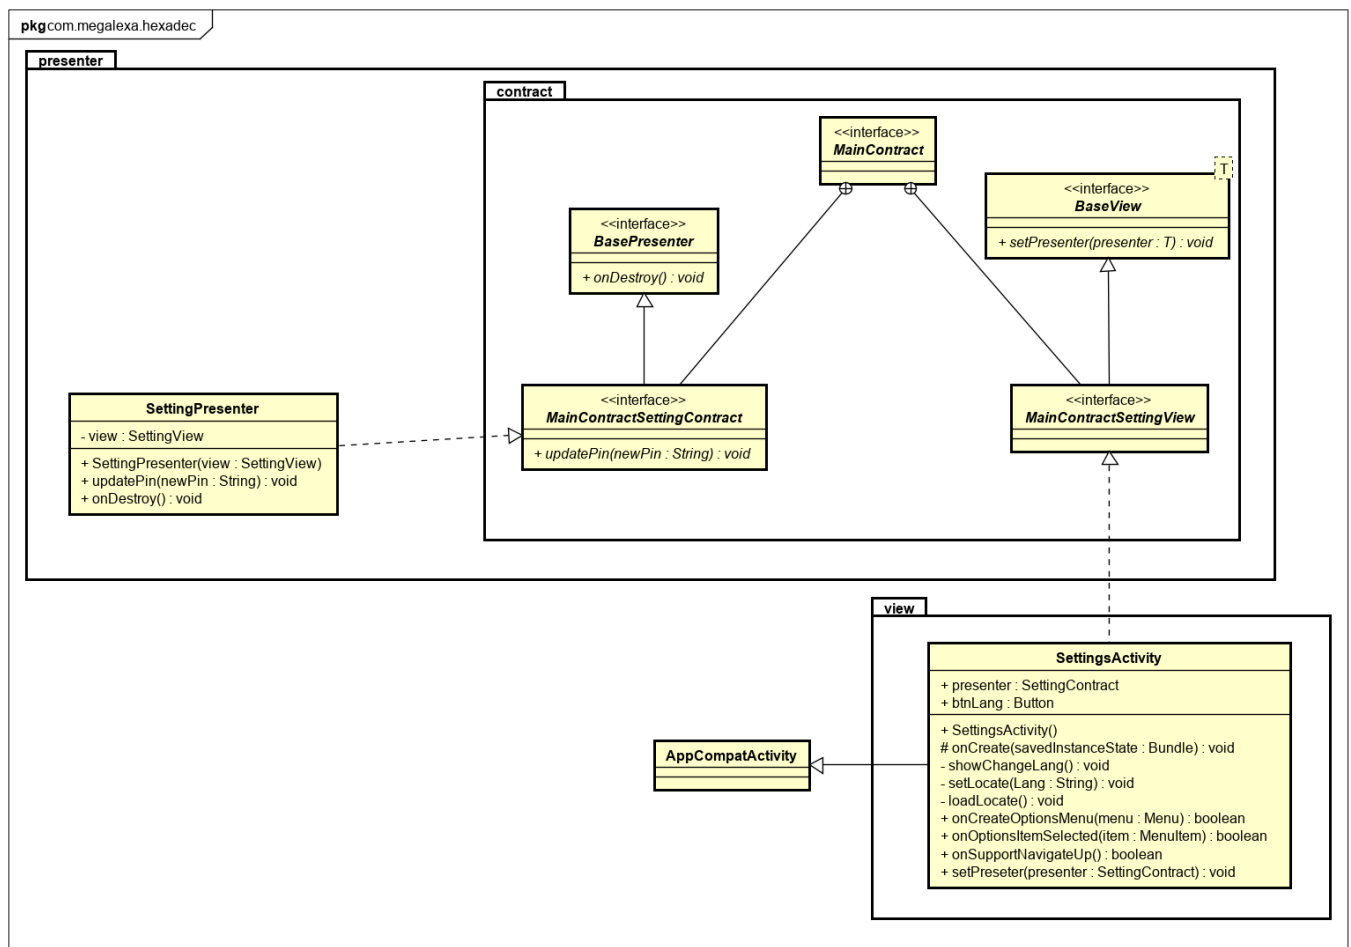 pkg com.megalexa.hexadec
presenter
contract
<<interface>>
MainContract
T
<<interface>>
BaseView
+ setPresenter(presenter : T) : void
<<interface>>
BasePresenter
+ onDestroy() : void
<<interface>>
MainContractSettingContract
+ updatePin(newPin : String) : void
<<interface>>
MainContractSettingView
SettingPresenter
- view : SettingView
+ SettingPresenter(view : SettingView)
+ updatePin(newPin : String) : void
+ onDestroy() : void
view
SettingsActivity
+ presenter : SettingContract
+ btnLang : Button
+ SettingsActivity()
# onCreate(savedInstanceState : Bundle) : void
- showChangeLang() : void
- setLocate(Lang : String) : void
- loadLocate() : void
+ onCreateOptionsMenu(menu : Menu) : boolean
+ onOptionsItemSelected(item : MenuItem) : boolean
+ onSupportNavigateUp() : boolean
+ setPreseter(presenter : SettingContract) : void
AppCompatActivity